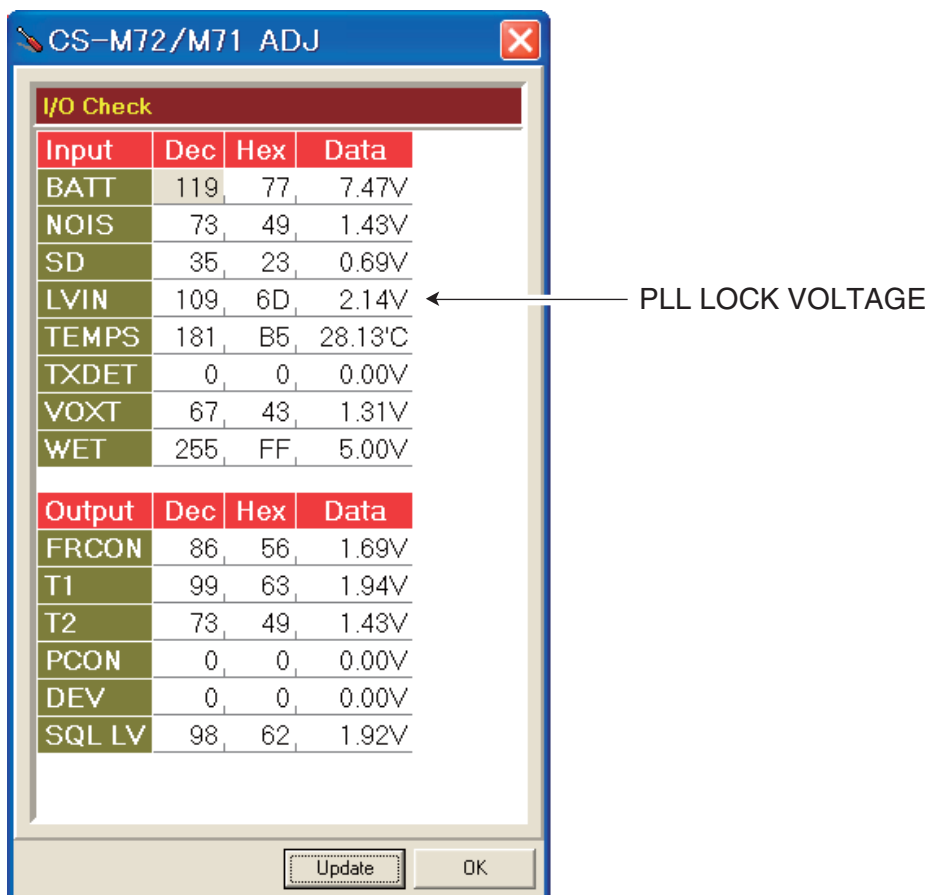 CS-M72/M71 ADJ
I/O Check
Input Dec Hex Data
BATT 119 77 7.47V
NOIS 73 49 1.43V
SD 35 23 0.69V
LVIN 109 6D 2.14V PLL LOCK VOLTAGE
TEMPS 181 B5 28.13'C
TXDET 0 0 0.00V
VOXT 67 43 1.31V
WET 255 FF 5.00V
Output Dec Hex Data
FRCON 86 56 1.69V
T1 99 63 1.94V
T2 73 49 1.43V
PCON 0 0 0.00V
DEV 0 0 0.00V
SQL LV 98 62 1.92V
Update OK